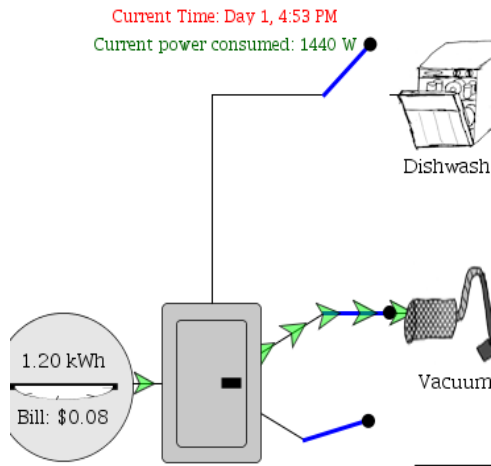 Current Time: Day 1, 4:53 PM
Current power consumed: 1440 W
Dishwash
Vacuum
1.20 kWh
Bill: $0.08